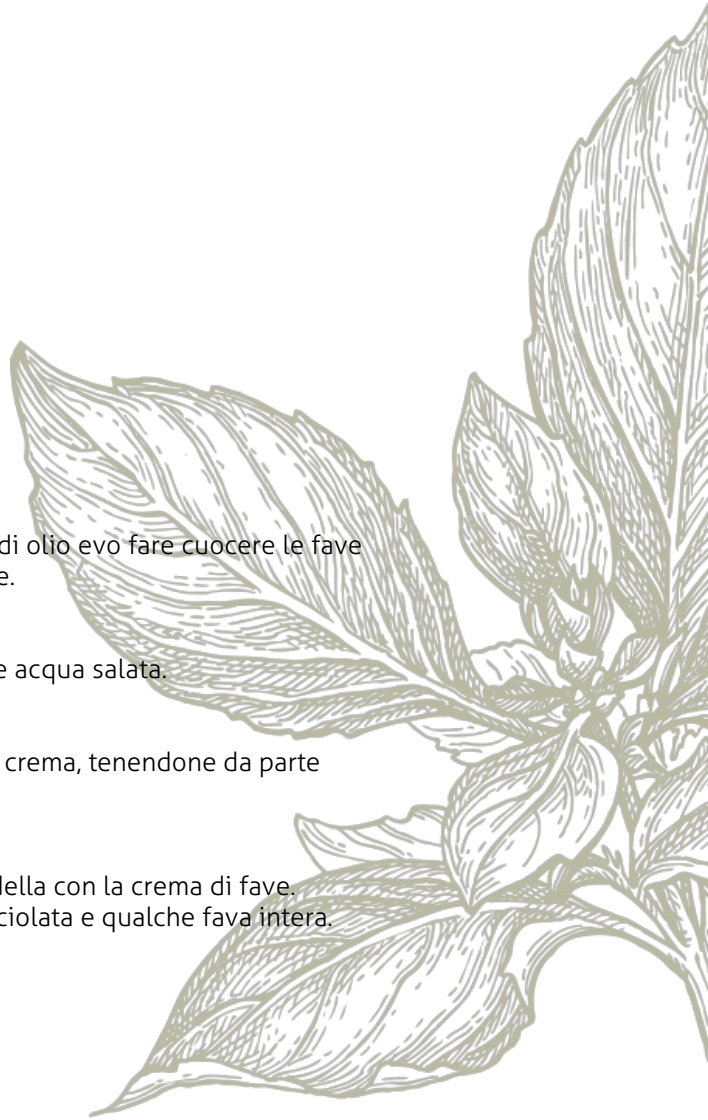 di olio evo fare cuocere le fave
e.
e acqua salata.
crema, tenendone da parte
della con la crema di fave.
ciolata e qualche fava intera.